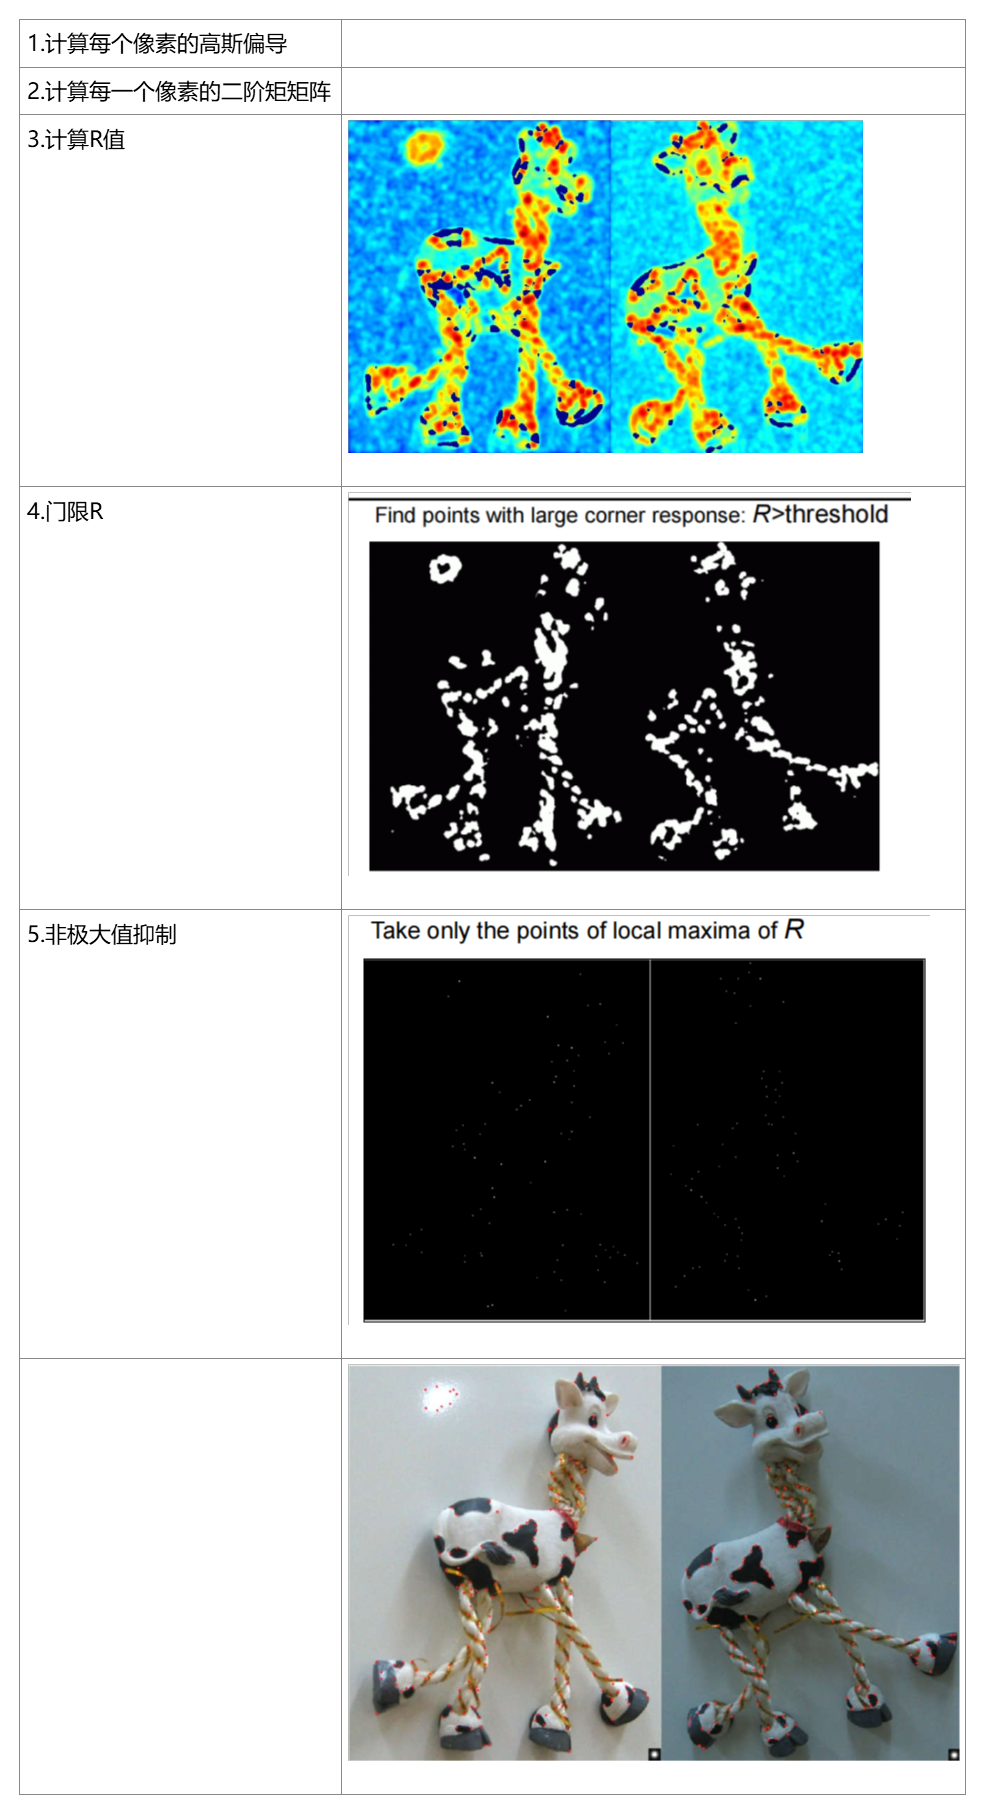 1.计算每个像素的高斯偏导
2.计算每一个像素的二阶矩矩阵
3.计算R值
4.门限R
Find points with large corner response: R>threshold
5.非极大值抑制
Take only the points of local maxima of R